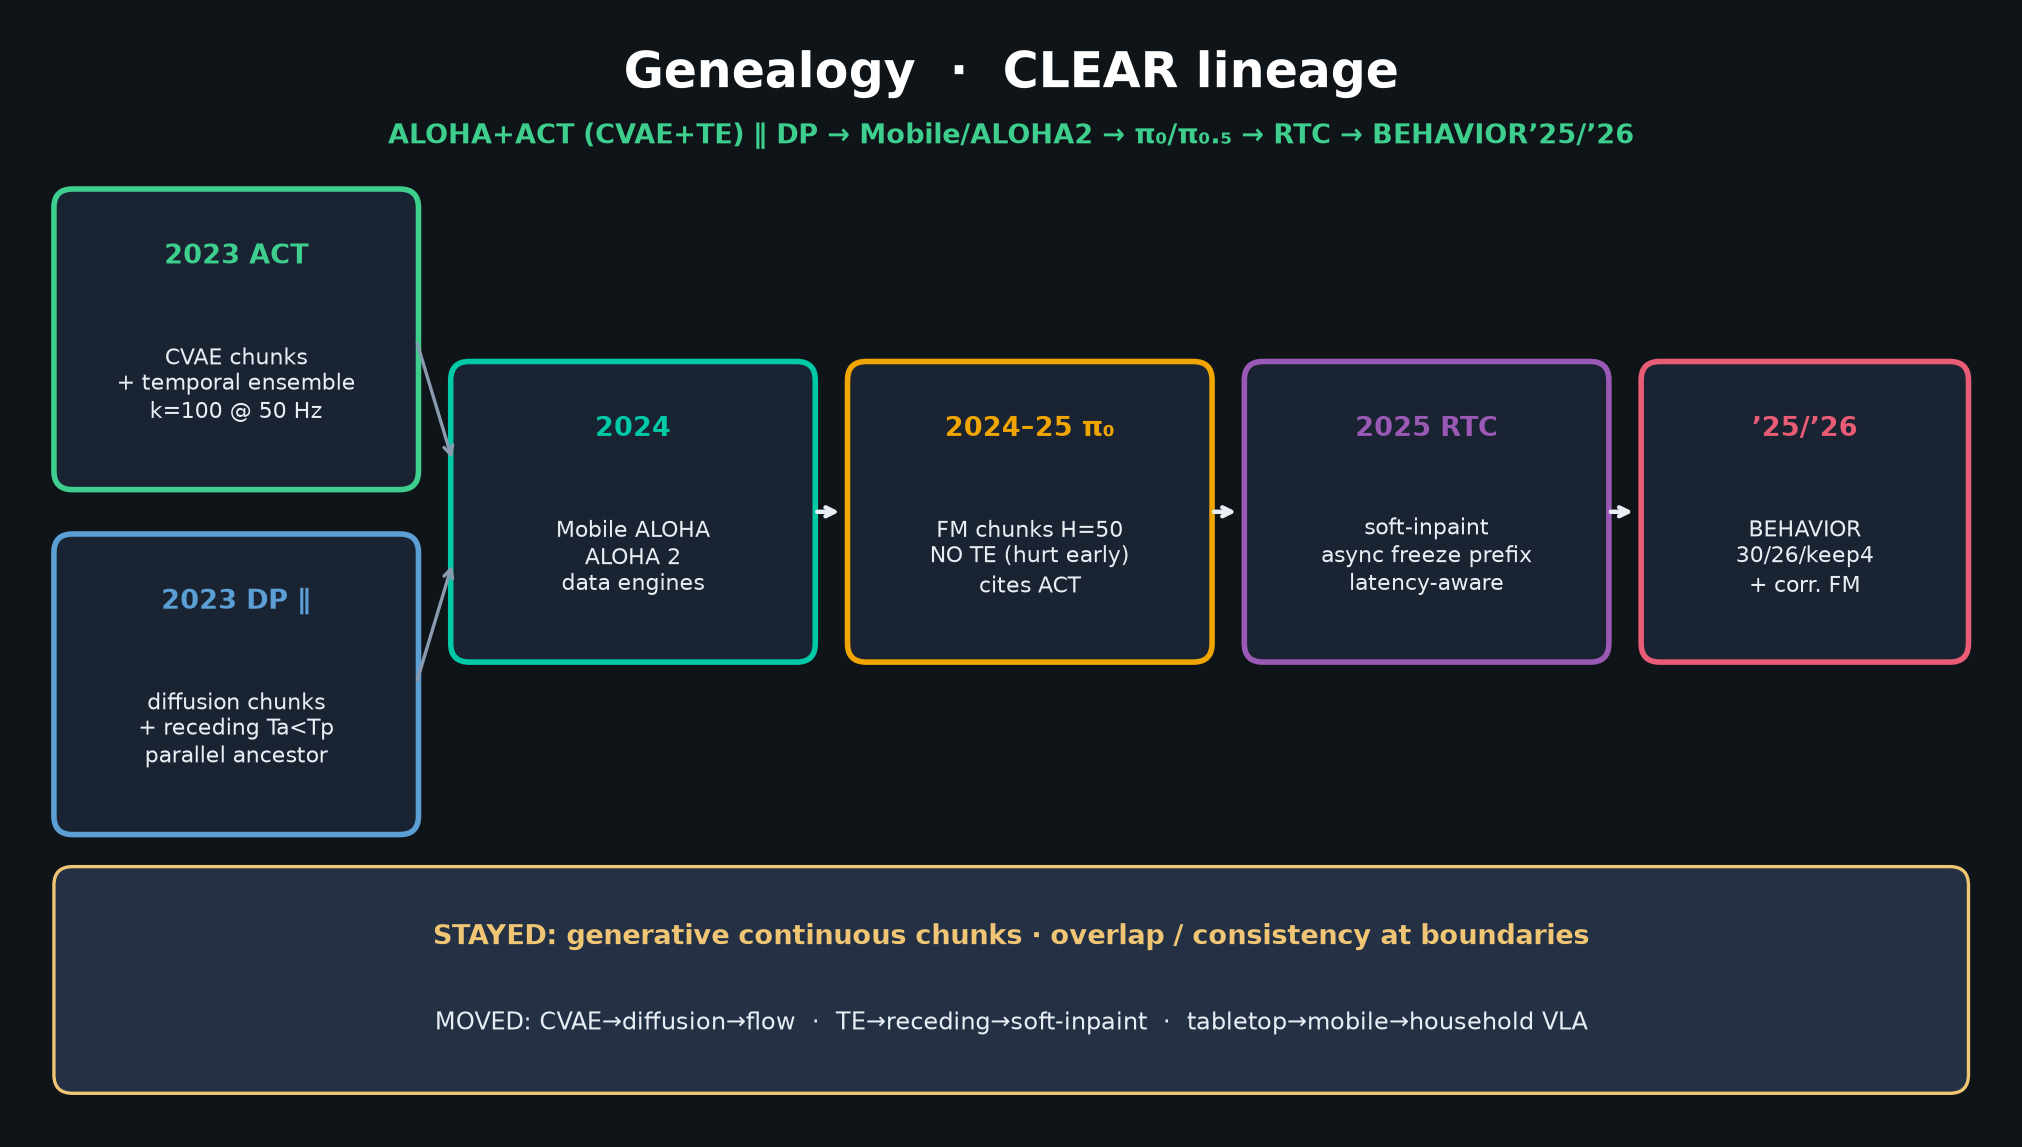 Genealogy · CLEAR lineage
ALOHA+ACT (CVAE+TE) ∥ DP → Mobile/ALOHA2 → π₀/π₀.₅ → RTC → BEHAVIOR’25/’26
2023 ACT
CVAE chunks
+ temporal ensemble
k=100 @ 50 Hz
2023 DP ∥
diffusion chunks
+ receding Ta<Tp
parallel ancestor
2024
Mobile ALOHA
ALOHA 2
data engines
2024–25 π₀
FM chunks H=50
NO TE (hurt early)
cites ACT
2025 RTC
soft-inpaint
async freeze prefix
latency-aware
’25/’26
BEHAVIOR
30/26/keep4
+ corr. FM
STAYED: generative continuous chunks · overlap / consistency at boundaries
MOVED: CVAE→diffusion→flow · TE→receding→soft-inpaint · tabletop→mobile→household VLA